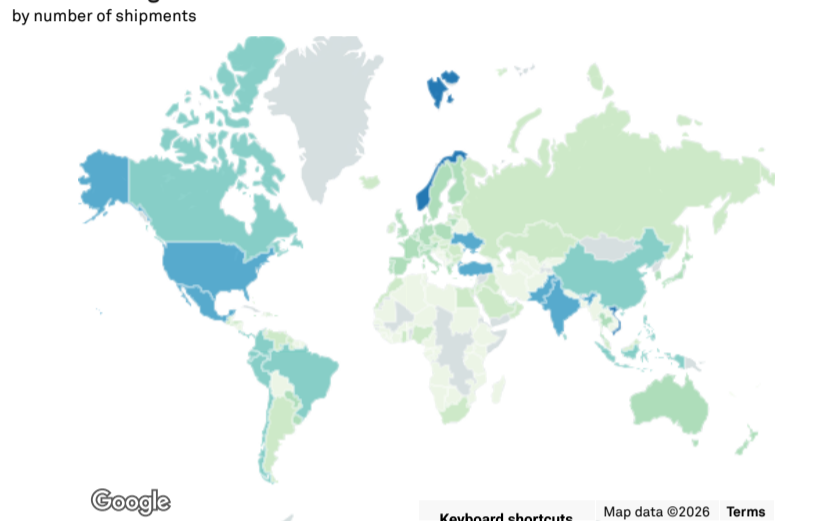 by number of shipments
Google
Keyboard shortcuts
Map data ©2026
Terms